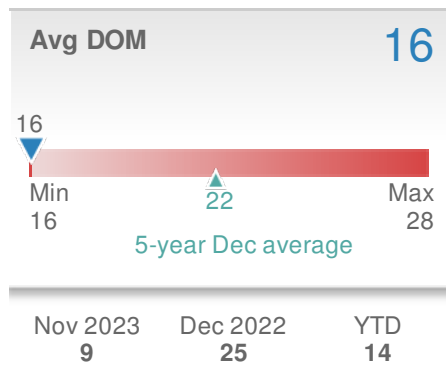 Avg DOM 16
16
Min Max
16 22 28
5-year Dec average
Nov 2023 Dec 2022 YTD
9 25 14